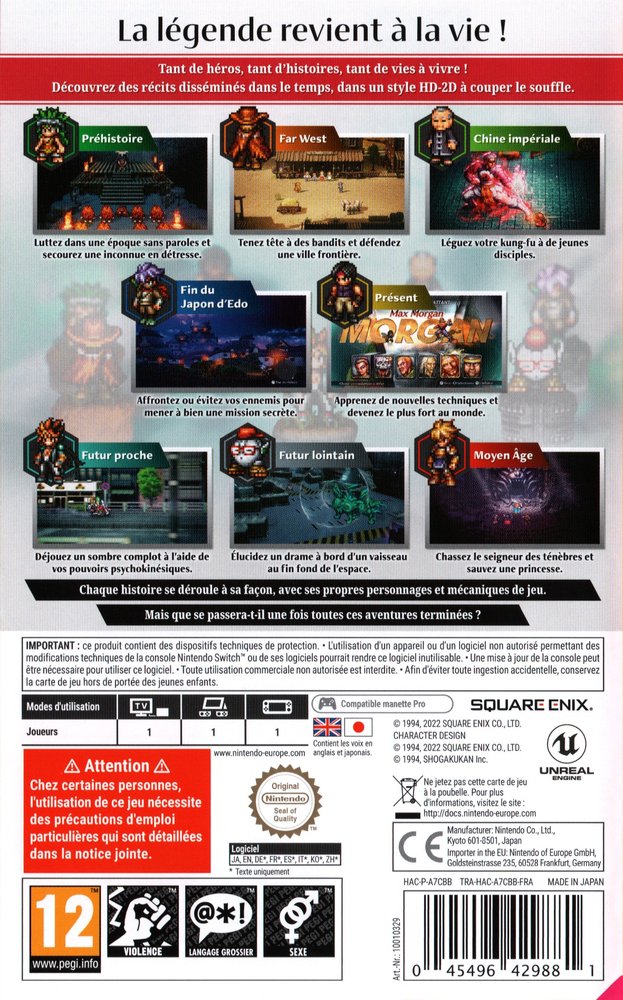 La légende revient à la vie !
Tant de héros, tant d'histoires, tant de vies à vivre !
Découvrez des récits disséminés dans le temps, dans un style HD-2D à couper le souffle.
Préhistoire
Far West
Chine impériale
Luttez dans une époque sans paroles et
secourez une inconnue en détresse.
Tenez tête à des bandits et défendez
une ville frontière.
Léguez votre kung-fu à de jeunes
disciples.
Fin du
Japon d'Edo
Présent
Max Morgan
MORGAN
Affrontez ou évitez vos ennemis pour
mener à bien une mission secrète.
Apprenez de nouvelles techniques et
devenez le plus fort au monde.
Futur proche
Futur lointain
Moyen Âge
Déjouez un sombre complot à l'aide de
vos pouvoirs psychokinésiques.
Élucidez un drame à bord d'un vaisseau
au fin fond de l'espace.
Chassez le seigneur des ténèbres et
sauvez une princesse.
Chaque histoire se déroule à sa façon, avec ses propres personnages et mécaniques de jeu.
Mais que se passera-t-il une fois toutes ces aventures terminées ?
IMPORTANT : ce produit contient des dispositifs techniques de protection. • L'utilisation d'un appareil ou d'un logiciel non autorisé permettant des
modifications techniques de la console Nintendo Switch™ ou de ses logiciels pourrait rendre ce logiciel inutilisable. • Une mise à jour de la console peut
être nécessaire pour utiliser ce logiciel. • Toute utilisation commerciale non autorisée est interdite. • Afin d'éviter toute ingestion accidentelle, conservez
la carte de jeu hors de portée des jeunes enfants.
Modes d'utilisation
TV
Joueurs
1
1
1
Compatible manette Pro
Contient les voix en
anglais et japonais.
www.nintendo-europe.com
SQUARE ENIX.
© 1994, 2022 SQUARE ENIX CO., LTD.
CHARACTER DESIGN
© 1994, 2022 SQUARE ENIX CO., LTD.
© 1994, SHOGAKUKAN Inc.
UNREAL
ENGINE
Attention
Chez certaines personnes,
l'utilisation de ce jeu nécessite
des précautions d'emploi
particulières qui sont détaillées
dans la notice jointe.
Original
Nintendo
Seal of
Quality
Logiciel
JA, EN, DE*, FR*, ES*, IT*, KO*, ZH*
* Texte uniquement
Ne jetez pas cette carte de jeu
à la poubelle. Pour plus
d'informations, visitez le site :
http://docs.nintendo-europe.com
CE
Manufacturer: Nintendo Co., Ltd.,
Kyoto 601-8501, Japan
Importer in the EU: Nintendo of Europe GmbH,
Goldsteinstrasse 235, 60528 Frankfurt, Germany
HAC-P-A7CBB TRA-HAC-A7CBB-FRA MADE IN JAPAN
12
www.pegi.info
VIOLENCE
@*!
LANGAGE GROSSIER
SEXE
Art.-Nr.: 10010329
0 45496 42988 1